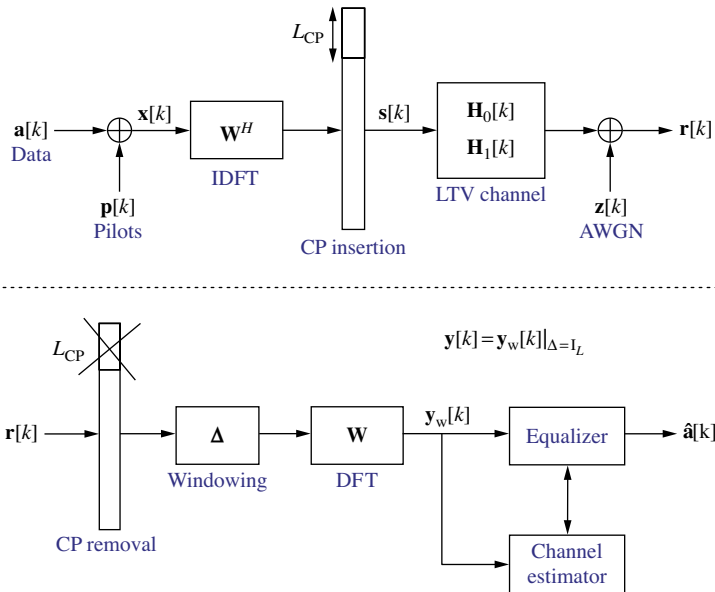 L_CP
a[k]
Data
x[k]
p[k]
Pilots
W^H
IDFT
s[k]
CP insertion
H_0[k]
H_1[k]
LTV channel
z[k]
AWGN
r[k]
L_CP
r[k]
CP removal
Δ
Windowing
W
DFT
y[k] = y_w[k]|_Δ=I_L
y_w[k]
Equalizer
â[k]
Channel
estimator